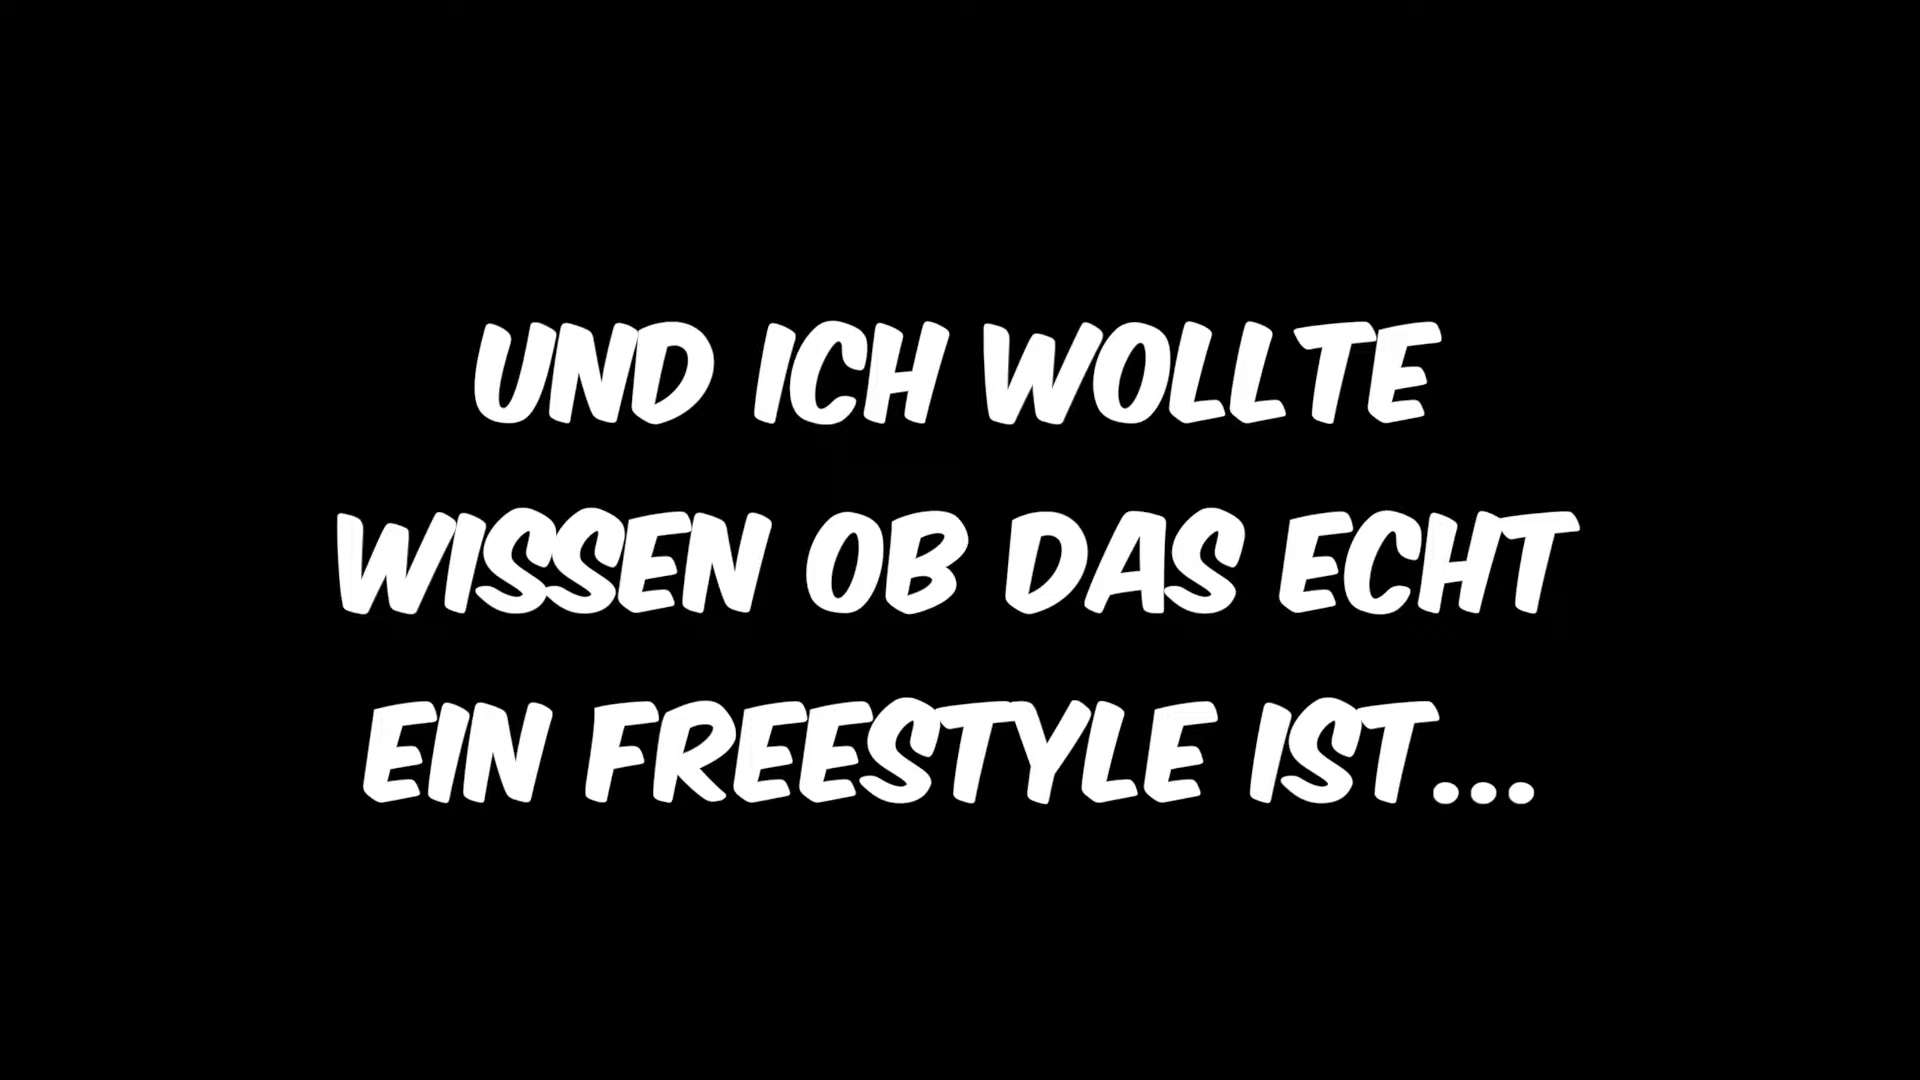 UND ICH WOLLTE
WISSEN OB DAS ECHT
EIN FREESTYLE IST...